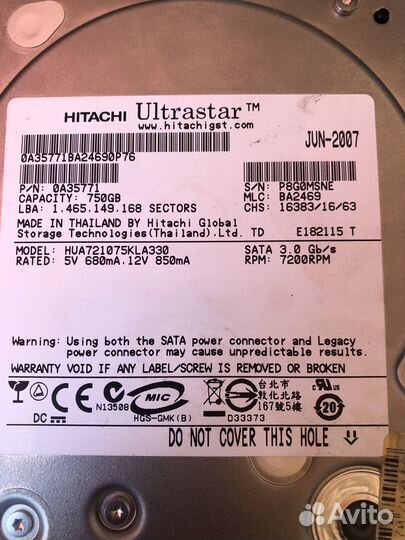 HITACHI Ultrastar™
www.hitachigst.com
JUN-2007
0A35771BA24690P76
P/N: 0A35771
S/N: P8G0MSNE
CAPACITY: 750GB
MLC: BA2469
LBA: 1.465.149.168 SECTORS
CHS: 16383/16/63
MADE IN THAILAND BY Hitachi Global
Storage Technologies(Thailand).Ltd. TD E182115 T
MODEL: HUA721075KLA330 SATA 3.0 Gb/s
RATED: 5V 680mA.12V 850mA RPM: 7200RPM
Warning: Using both the SATA power connector and Legacy
power connector may cause unpredictable results.
WARRANTY VOID IF ANY LABEL/SCREW IS REMOVED OR BROKEN
CE
N13508
MIC
HGS-GMK(B)
D33373
台北市
敦化北路
167號5樓
20
DC
DO NOT COVER THIS HOLE
Avito